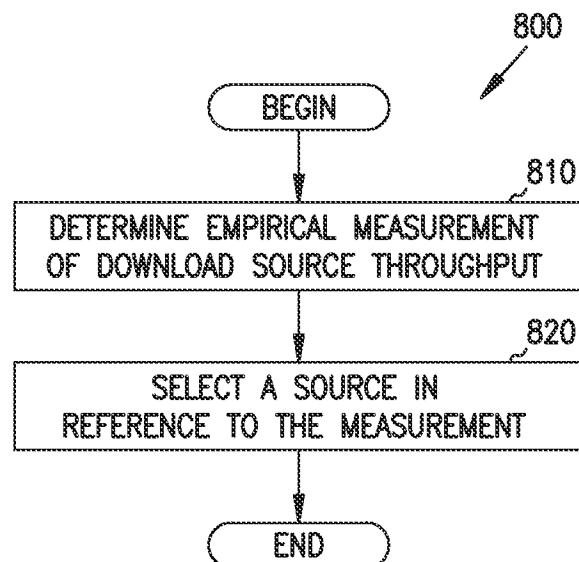 800
BEGIN
810
DETERMINE EMPIRICAL MEASUREMENT
OF DOWNLOAD SOURCE THROUGHPUT
820
SELECT A SOURCE IN
REFERENCE TO THE MEASUREMENT
END